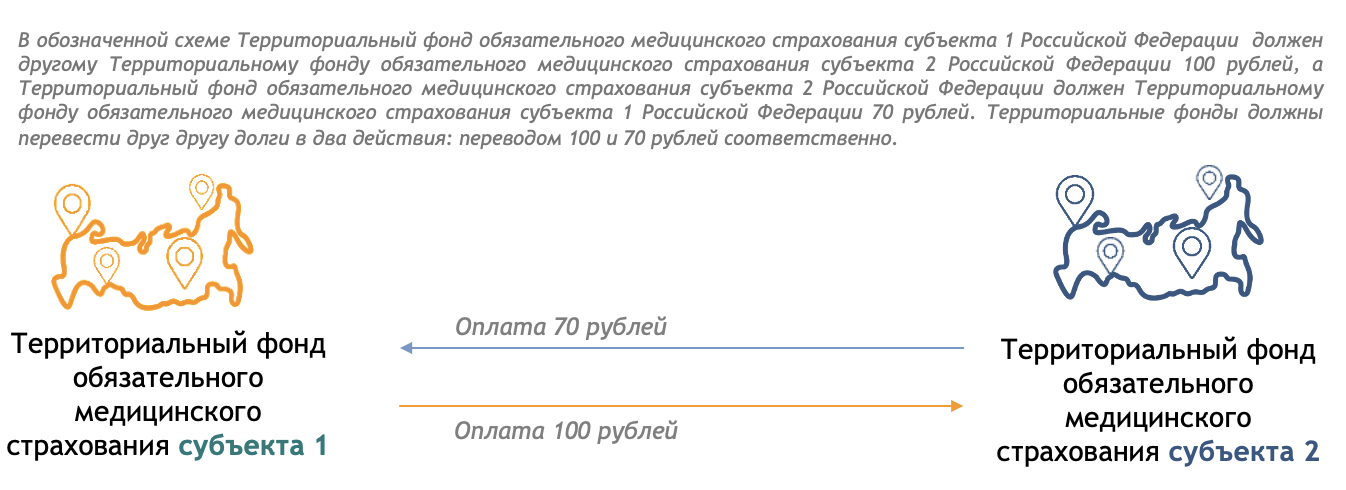 В обозначенной схеме Территориальный фонд обязательного медицинского страхования субъекта 1 Российской Федерации должен
другому Территориальному фонду обязательного медицинского страхования субъекта 2 Российской Федерации 100 рублей, а
Территориальный фонд обязательного медицинского страхования субъекта 2 Российской Федерации должен Территориальному
фонду обязательного медицинского страхования субъекта 1 Российской Федерации 70 рублей. Территориальные фонды должны
перевести друг другу долги в два действия: переводом 100 и 70 рублей соответственно.
Оплата 70 рублей
Оплата 100 рублей
Территориальный фонд
обязательного
медицинского
страхования субъекта 1
Территориальный фонд
обязательного
медицинского
страхования субъекта 2